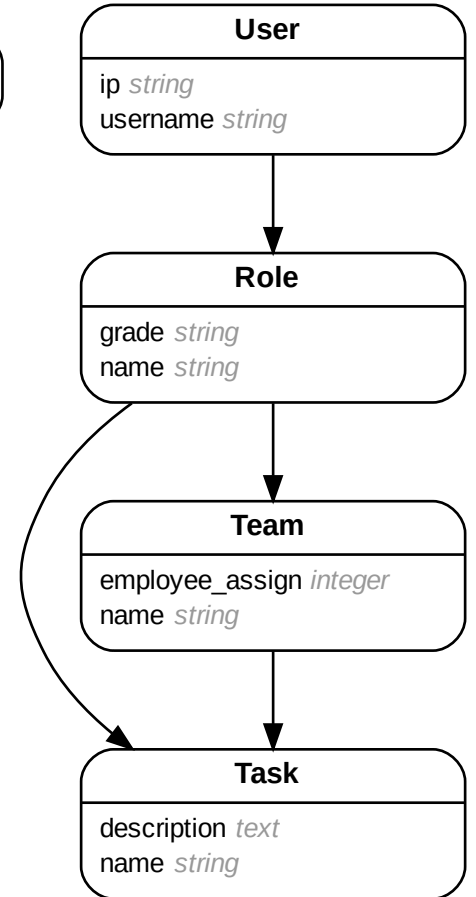 User
ip string
username string
Role
grade string
name string
Team
employee_assign integer
name string
Task
description text
name string